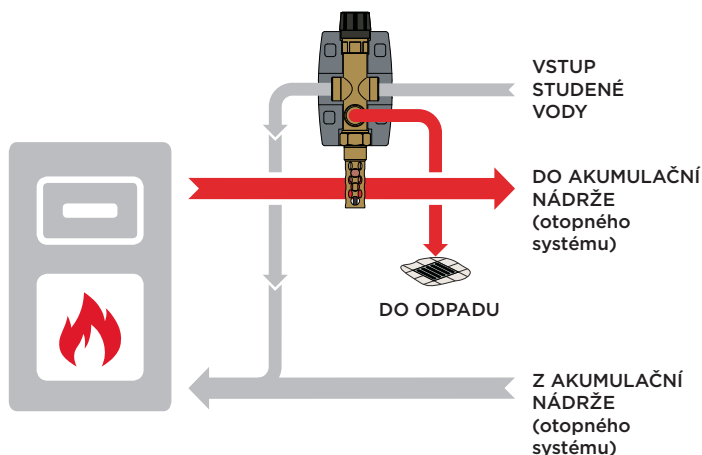 VSTUP
STUDENÉ
VODY
DO AKUMULAČNÍ
NÁDRŽE
(otopného
systému)
DO ODPADU
Z AKUMULAČNÍ
NÁDRŽE
(otopného
systému)